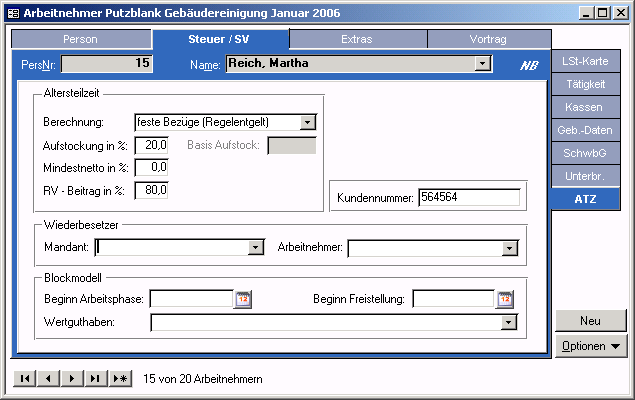 Arbeitnehmer Putzblank Gebäudereinigung Januar 2006
Person Steuer / SV Extras Vortrag
PersNr: 15 Name: Reich, Martha NB
LSt-Karte
Tätigkeit
Kassen
Geb.-Daten
SchwbG
Unterbr.
ATZ
Altersteilzeit
Berechnung: feste Bezüge (Regelentgelt)
Aufstockung in %: 20,0 Basis Aufstock:
Mindestnetto in %: 0,0
RV - Beitrag in %: 80,0
Kundennummer: 564564
Wiederbesetzer
Mandant: Arbeitnehmer:
Blockmodell
Beginn Arbeitsphase: 12 Beginn Freistellung: 12
Wertguthaben:
Neu
Optionen
15 von 20 Arbeitnehmern